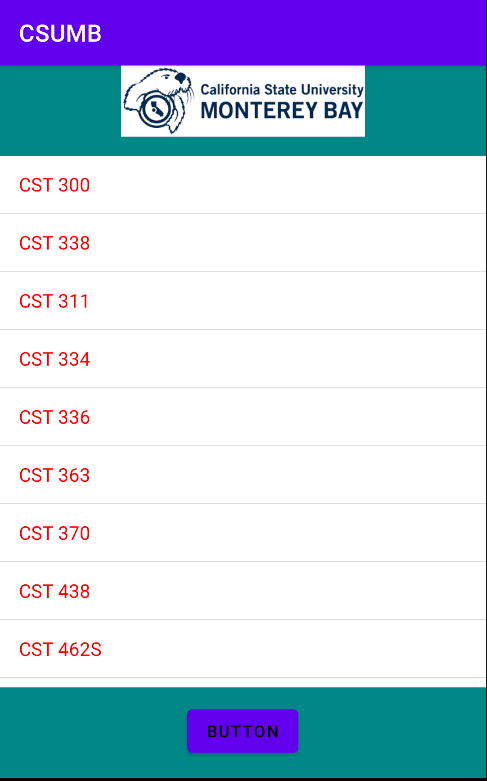 CSUMB
California State University
MONTEREY BAY
CST 300
CST 338
CST 311
CST 334
CST 336
CST 363
CST 370
CST 438
CST 462S
BUTTON